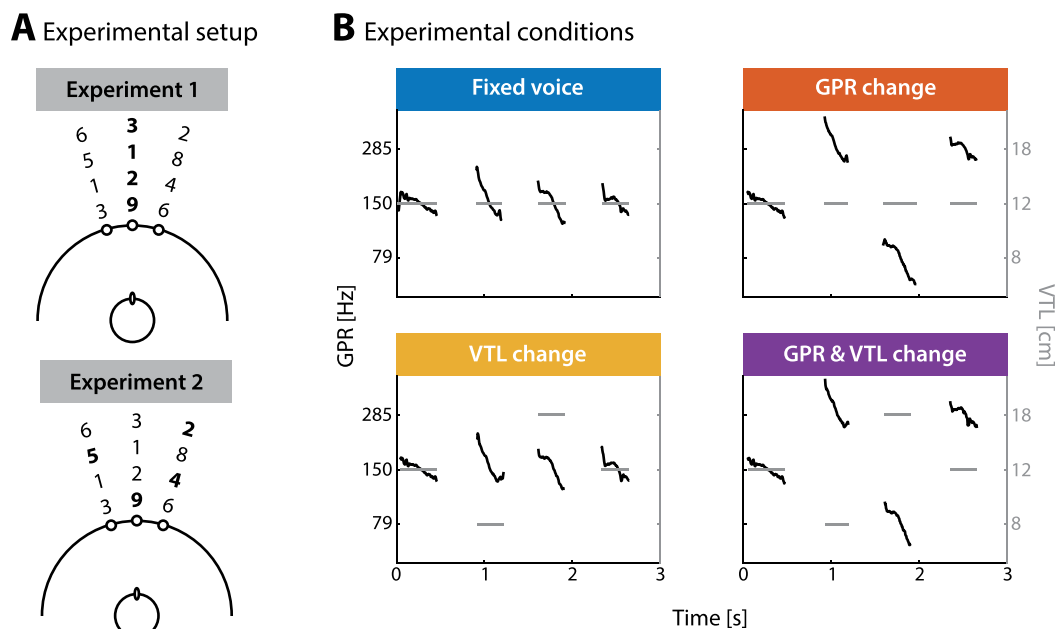 A Experimental setup
Experiment 1
6 3 2
5 1 8
1 2 4
3 9 6
Experiment 2
6 3 2
5 1 8
1 2 4
3 9 6
B Experimental conditions
Fixed voice
GPR change
285
150
79
18
12
8
VTL change
GPR & VTL change
285
150
79
18
12
8
0 1 2 3
0 1 2 3
GPR [Hz]
VTL [cm]
Time [s]